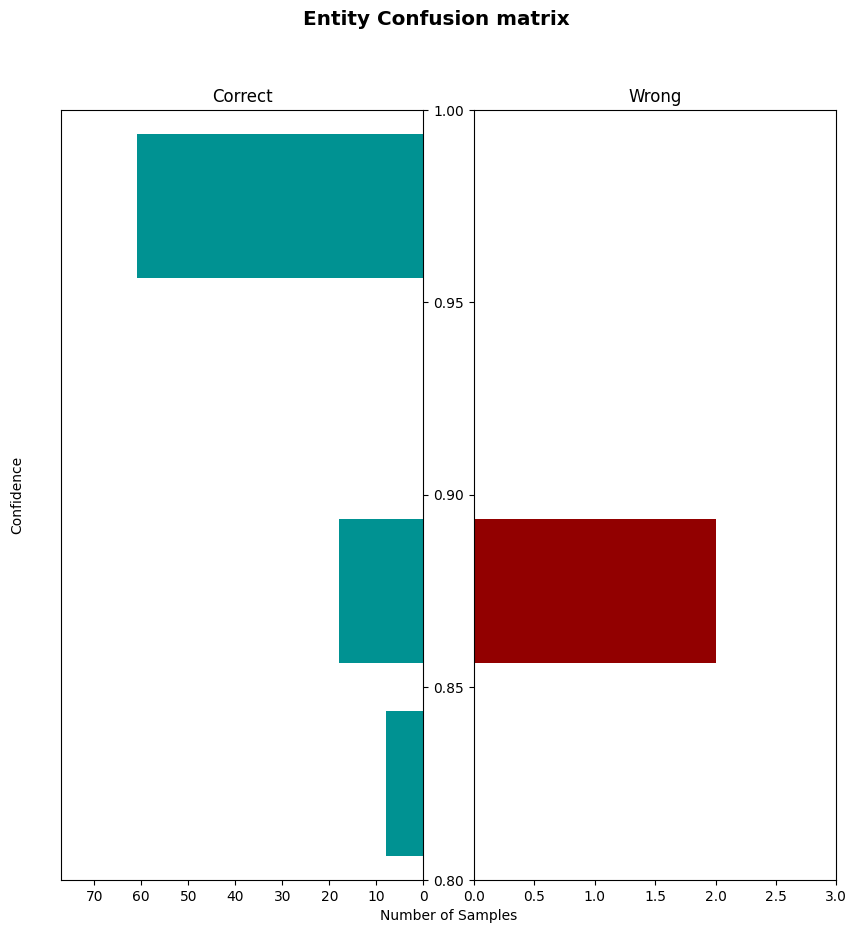 Entity Confusion matrix
Correct
Wrong
1.00
0.95
0.90
0.85
0.80
Confidence
70 60 50 40 30 20 10 0
0.0 0.5 1.0 1.5 2.0 2.5 3.0
Number of Samples